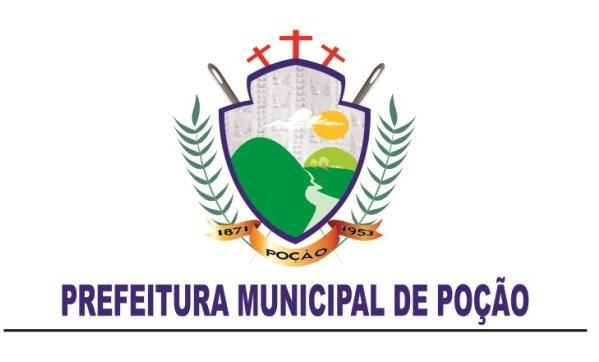 1871 1953
POÇÃO
PREFEITURA MUNICIPAL DE POÇÃO